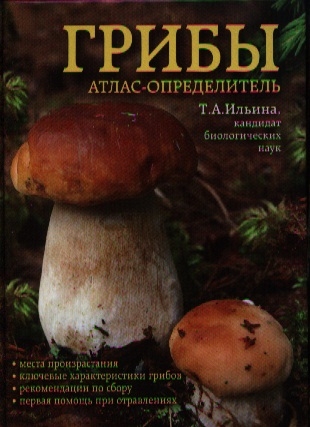 ГРИБЫ
АТЛАС-ОПРЕДЕЛИТЕЛЬ
Т.А.Ильина,
кандидат
биологических
наук
• места произрастания
• ключевые характеристики грибов
• рекомендации по сбору
• первая помощь при отравлениях